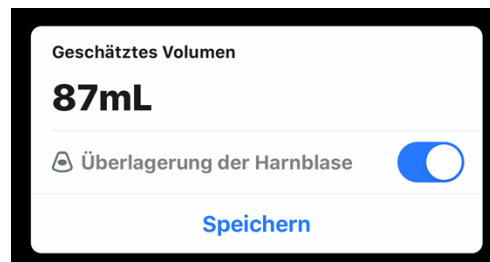 Geschätztes Volumen
87mL
Überlagerung der Harnblase
Speichern